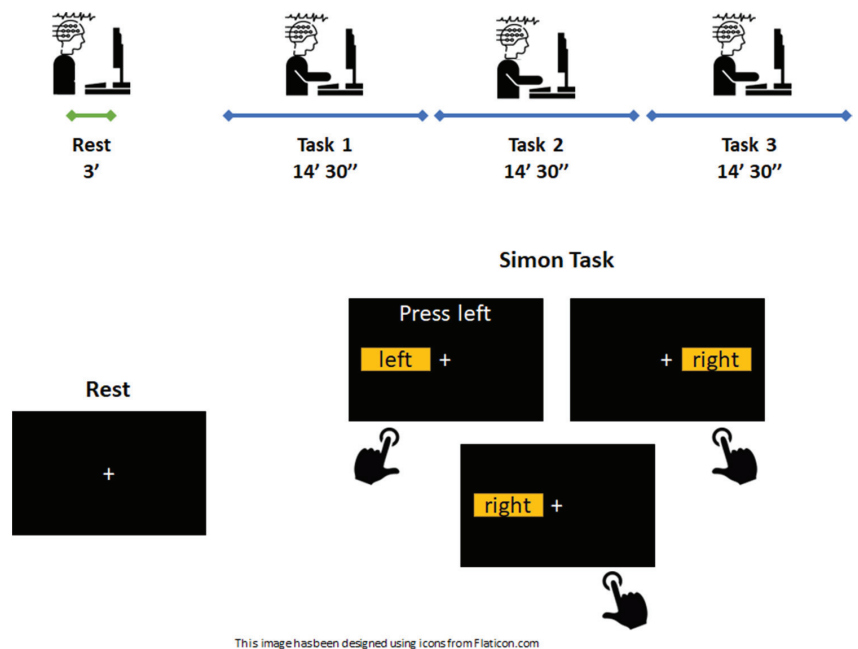 Rest
3'
Task 1
14' 30''
Task 2
14' 30''
Task 3
14' 30''
Simon Task
Press left
left +
+ right
Rest
+
right +
This image hasbeen designed using icons from Flaticon.com